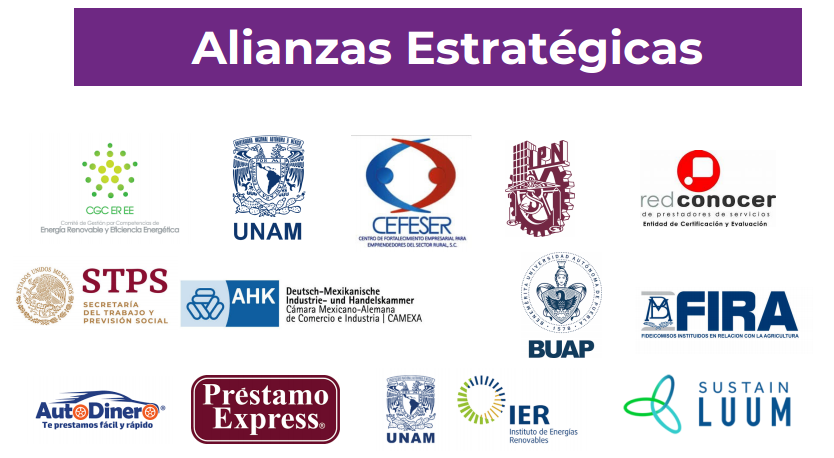 Alianzas Estratégicas
CGC ER EE
Comité de Gestión por Competencias de
Energía Renovable y Eficiencia Energética
UNAM
CEFESER
CENTRO DE FORTALECIMIENTO EMPRESARIAL PARA
EMPRENDEDORES DEL SECTOR RURAL, S.C.
IPN
redconocer
de prestadores de servicios
Entidad de Certificación y Evaluación
ESTADOS UNIDOS MEXICANOS
STPS
SECRETARÍA
DEL TRABAJO Y
PREVISIÓN SOCIAL
AHK
Deutsch-Mexikanische
Industrie- und Handelskammer
Cámara Mexicano-Alemana
de Comercio e Industria | CAMEXA
BENEMÉRITA UNIVERSIDAD AUTÓNOMA DE PUEBLA
1578
BUAP
FIRA
FIDEICOMISOS INSTITUIDOS EN RELACIÓN CON LA AGRICULTURA
AutoDinero®
Te prestamos fácil y rápido
Préstamo
Express®
UNAM
IER
Instituto de Energías
Renovables
SUSTAIN
LUUM